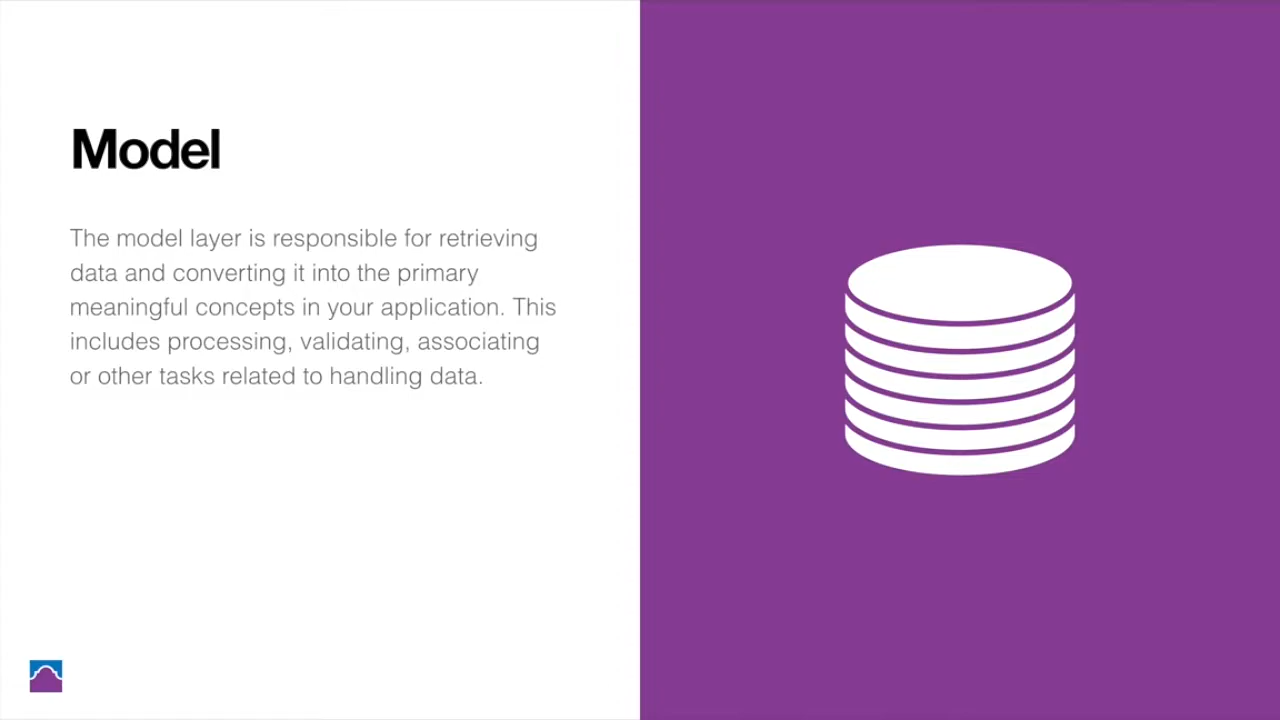 Model
The model layer is responsible for retrieving
data and converting it into the primary
meaningful concepts in your application. This
includes processing, validating, associating
or other tasks related to handling data.